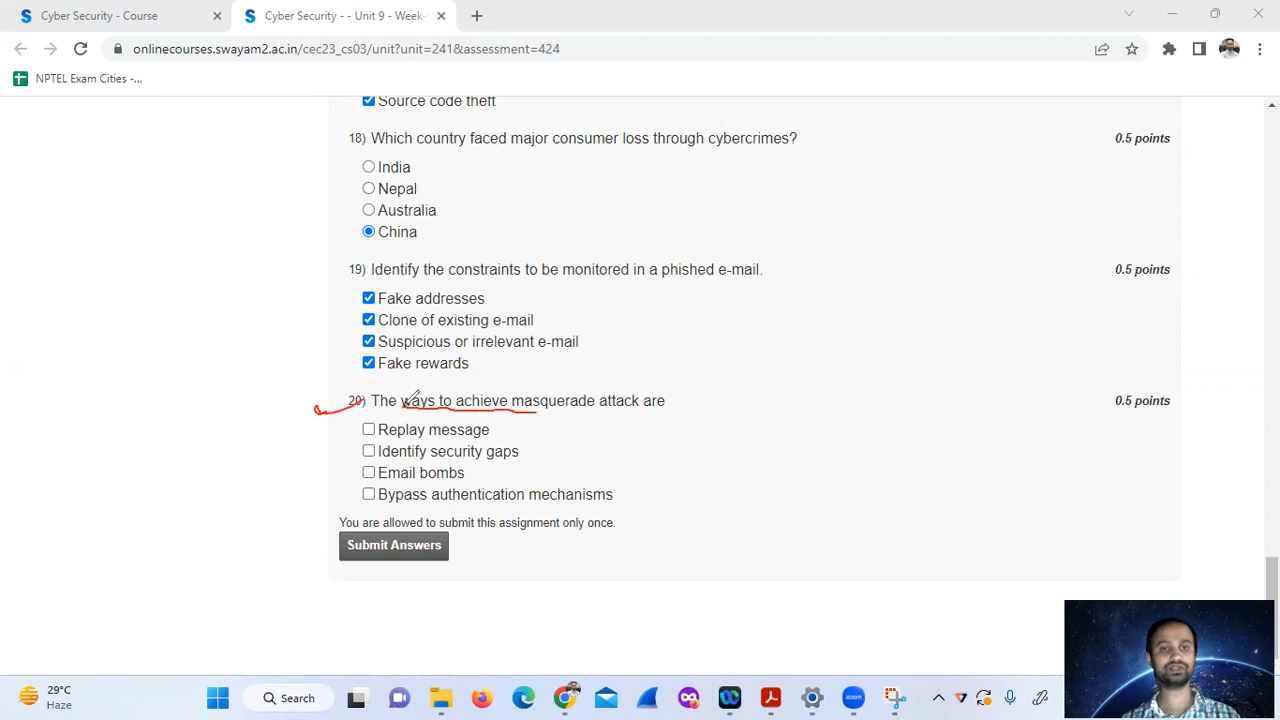 Cyber Security - Course
Cyber Security - - Unit 9 - Week-
onlinecourses.swayam2.ac.in/cec23_cs03/unit?unit=241&assessment=424
NPTEL Exam Cities -...
Source code theft
18) Which country faced major consumer loss through cybercrimes?
0.5 points
India
Nepal
Australia
China
19) Identify the constraints to be monitored in a phished e-mail.
0.5 points
Fake addresses
Clone of existing e-mail
Suspicious or irrelevant e-mail
Fake rewards
20) The ways to achieve masquerade attack are
0.5 points
Replay message
Identify security gaps
Email bombs
Bypass authentication mechanisms
You are allowed to submit this assignment only once.
Submit Answers
29°C
Haze
Search
zoom